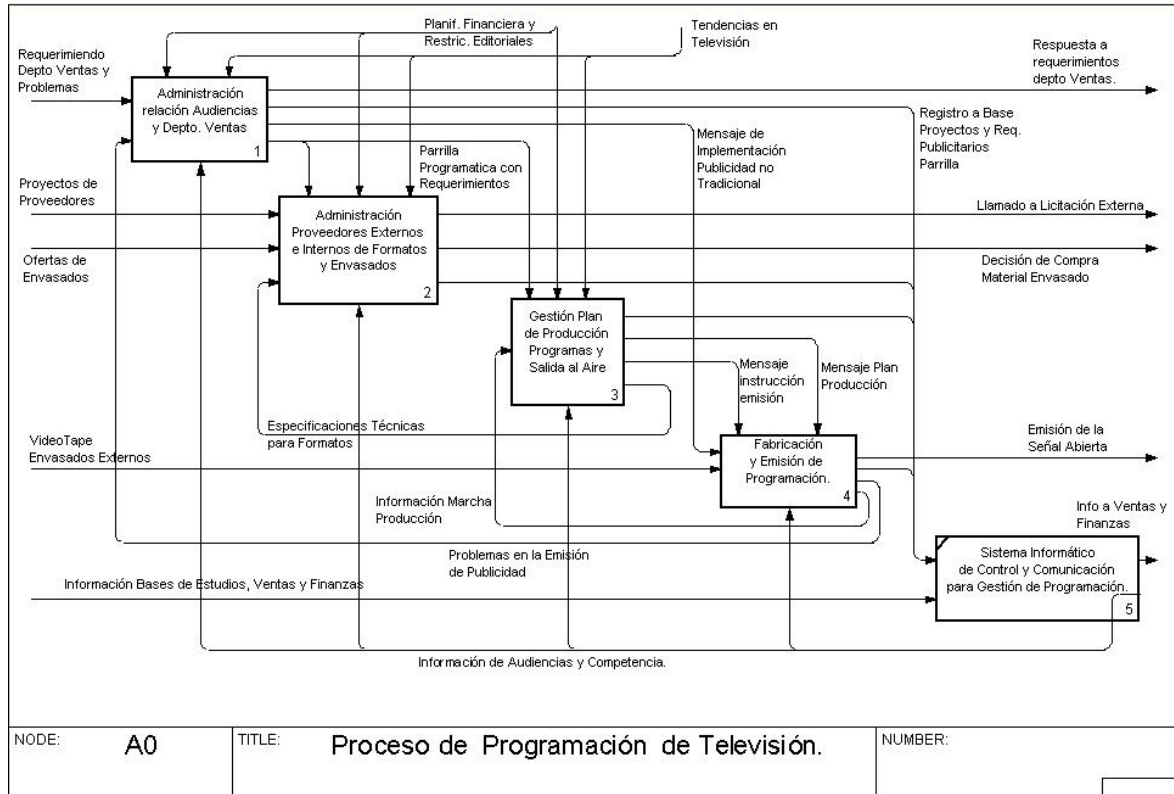 Planif. Financiera y
Restric. Editoriales
Tendencias en
Televisión
Requerimiendo
Depto Ventas y
Problemas
Respuesta a
requerimientos
depto Ventas.
Administración
relación Audiencias
y Depto. Ventas
1
Registro a Base
Proyectos y Req.
Publicitarios
Parrilla
Mensaje de
Implementación
Publicidad no
Tradicional
Parrilla
Programatica con
Requerimientos
Proyectos de
Proveedores
Administración
Proveedores Externos
e Internos de Formatos
y Envasados
2
Llamado a Licitación Externa
Ofertas de
Envasados
Decisión de Compra
Material Envasado
Gestión Plan
de Producción
Programas y
Salida al Aire
3
Mensaje
instrucción
emisión
Mensaje Plan
Producción
Especificaciones Técnicas
para Formatos
VideoTape
Envasados Externos
Fabricación
y Emisión de
Programación.
4
Emisión de la
Señal Abierta
Información Marcha
Producción
Info a Ventas y
Finanzas
Problemas en la Emisión
de Publicidad
Sistema Informático
de Control y Comunicación
para Gestión de Programación.
5
Información Bases de Estudios, Ventas y Finanzas
Información de Audiencias y Competencia.
NODE: A0
TITLE: Proceso de Programación de Televisión.
NUMBER: